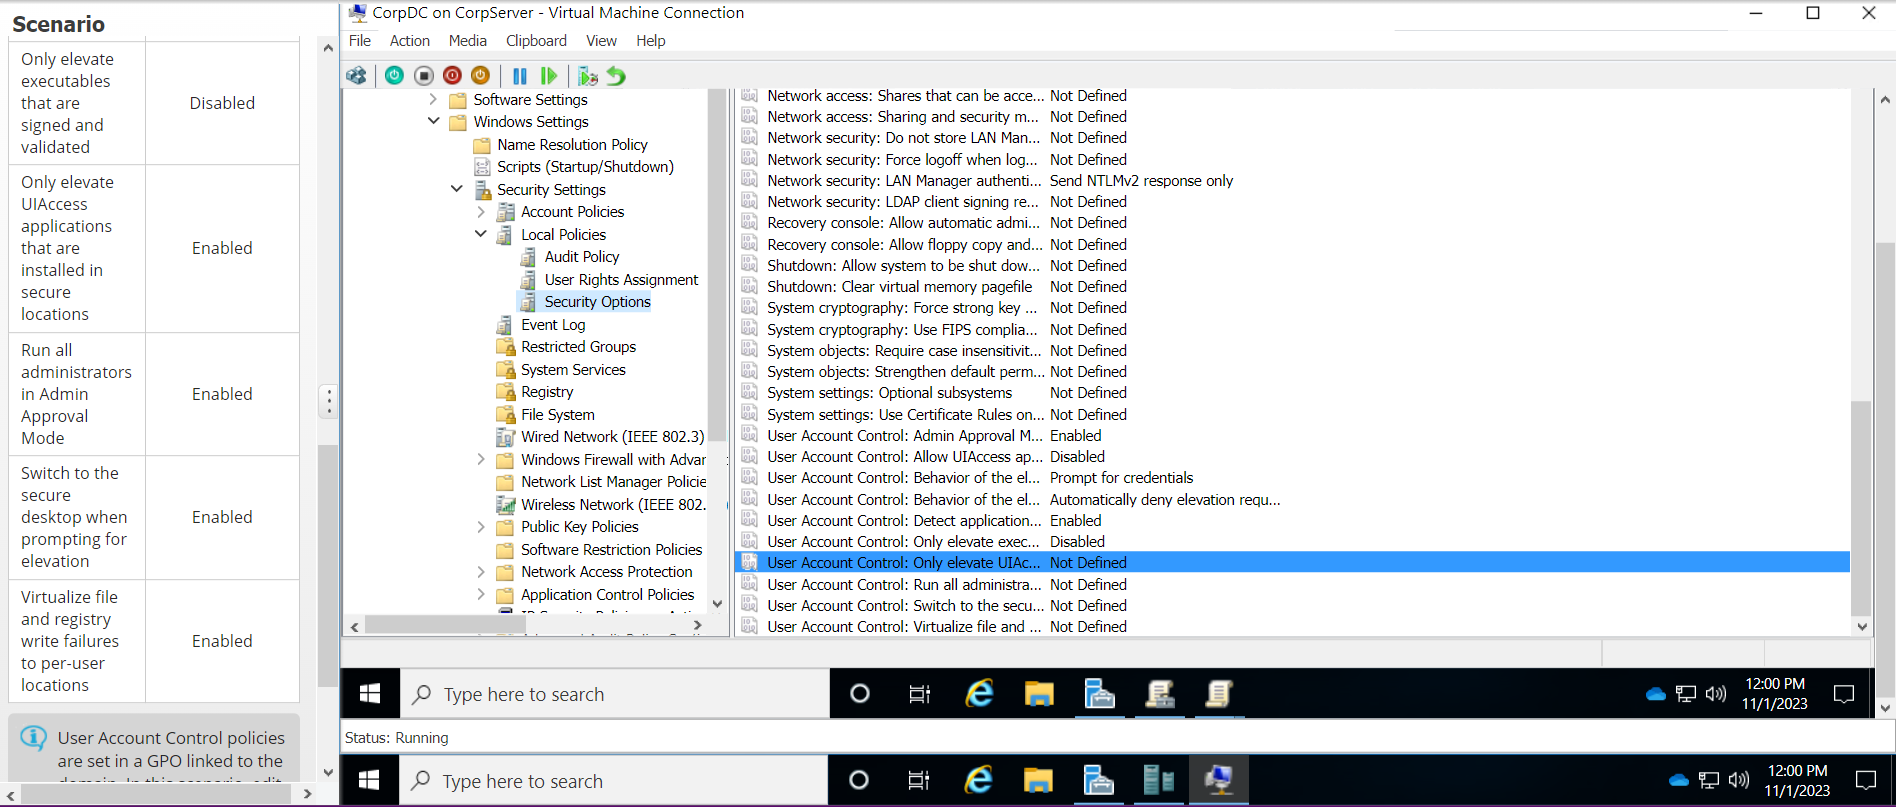 Scenario
Only elevate
executables
that are
signed and
validated
Disabled
Only elevate
UIAccess
applications
that are
installed in
secure
locations
Enabled
Run all
administrators
in Admin
Approval
Mode
Enabled
Switch to the
secure
desktop when
prompting for
elevation
Enabled
Virtualize file
and registry
write failures
to per-user
locations
Enabled
User Account Control policies
are set in a GPO linked to the
domain. In this scenario, edit
CorpDC on CorpServer - Virtual Machine Connection
File Action Media Clipboard View Help
Software Settings
Windows Settings
Name Resolution Policy
Scripts (Startup/Shutdown)
Security Settings
Account Policies
Local Policies
Audit Policy
User Rights Assignment
Security Options
Event Log
Restricted Groups
System Services
Registry
File System
Wired Network (IEEE 802.3)
Windows Firewall with Advar
Network List Manager Policie
Wireless Network (IEEE 802.
Public Key Policies
Software Restriction Policies
Network Access Protection
Application Control Policies
Network access: Shares that can be acce... Not Defined
Network access: Sharing and security m... Not Defined
Network security: Do not store LAN Man... Not Defined
Network security: Force logoff when log... Not Defined
Network security: LAN Manager authenti... Send NTLMv2 response only
Network security: LDAP client signing re... Not Defined
Recovery console: Allow automatic admi... Not Defined
Recovery console: Allow floppy copy and... Not Defined
Shutdown: Allow system to be shut dow... Not Defined
Shutdown: Clear virtual memory pagefile Not Defined
System cryptography: Force strong key ... Not Defined
System cryptography: Use FIPS complia... Not Defined
System objects: Require case insensitivit... Not Defined
System objects: Strengthen default perm... Not Defined
System settings: Optional subsystems Not Defined
System settings: Use Certificate Rules on... Not Defined
User Account Control: Admin Approval M... Enabled
User Account Control: Allow UIAccess ap... Disabled
User Account Control: Behavior of the el... Prompt for credentials
User Account Control: Behavior of the el... Automatically deny elevation requ...
User Account Control: Detect application... Enabled
User Account Control: Only elevate exec... Disabled
User Account Control: Only elevate UIAc... Not Defined
User Account Control: Run all administra... Not Defined
User Account Control: Switch to the secu... Not Defined
User Account Control: Virtualize file and ... Not Defined
Type here to search
12:00 PM
11/1/2023
Status: Running
Type here to search
12:00 PM
11/1/2023